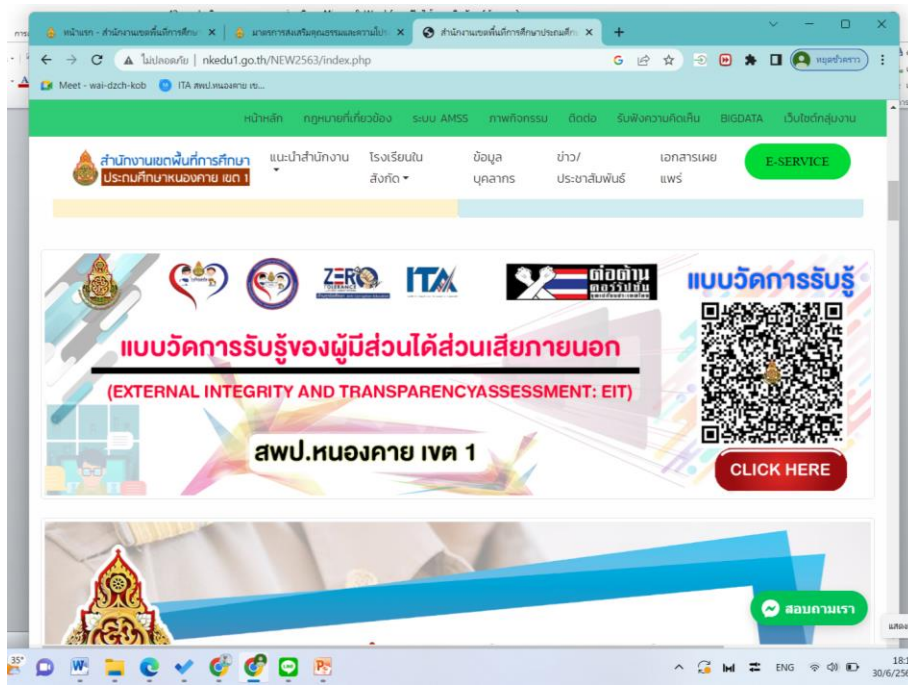 หน้าแรก - สำนักงานเขตพื้นที่การศึกษา
มาตรการส่งเสริมคุณธรรมและความโปร่
สำนักงานเขตพื้นที่การศึกษาประถมศึก
ไม่ปลอดภัย | nkedu1.go.th/NEW2563/index.php
หยุดชั่วคราว
Meet - wai-dzch-kob
ITA สพป.หนองคาย เข...
หน้าหลัก กฎหมายที่เกี่ยวข้อง ระบบ AMSS ภาพกิจกรรม ติดต่อ รับฟังความคิดเห็น BIGDATA เว็บไซต์กลุ่มงาน
สำนักงานเขตพื้นที่การศึกษา
ประถมศึกษาหนองคาย เขต 1
แนะนำสำนักงาน
โรงเรียนใน
สังกัด
ข้อมูล
บุคลากร
ข่าว/
ประชาสัมพันธ์
เอกสารเผย
แพร่
E-SERVICE
ZERO
TOLERANCE
ITA
ต่อต้าน
คอร์รัปชัน
แบบวัดการรับรู้
แบบวัดการรับรู้ของผู้มีส่วนได้ส่วนเสียภายนอก
(EXTERNAL INTEGRITY AND TRANSPARENCYASSESSMENT: EIT)
สพป.หนองคาย เขต 1
CLICK HERE
สอบถามเรา
แสดง
35°
ENG
18:1
30/6/256